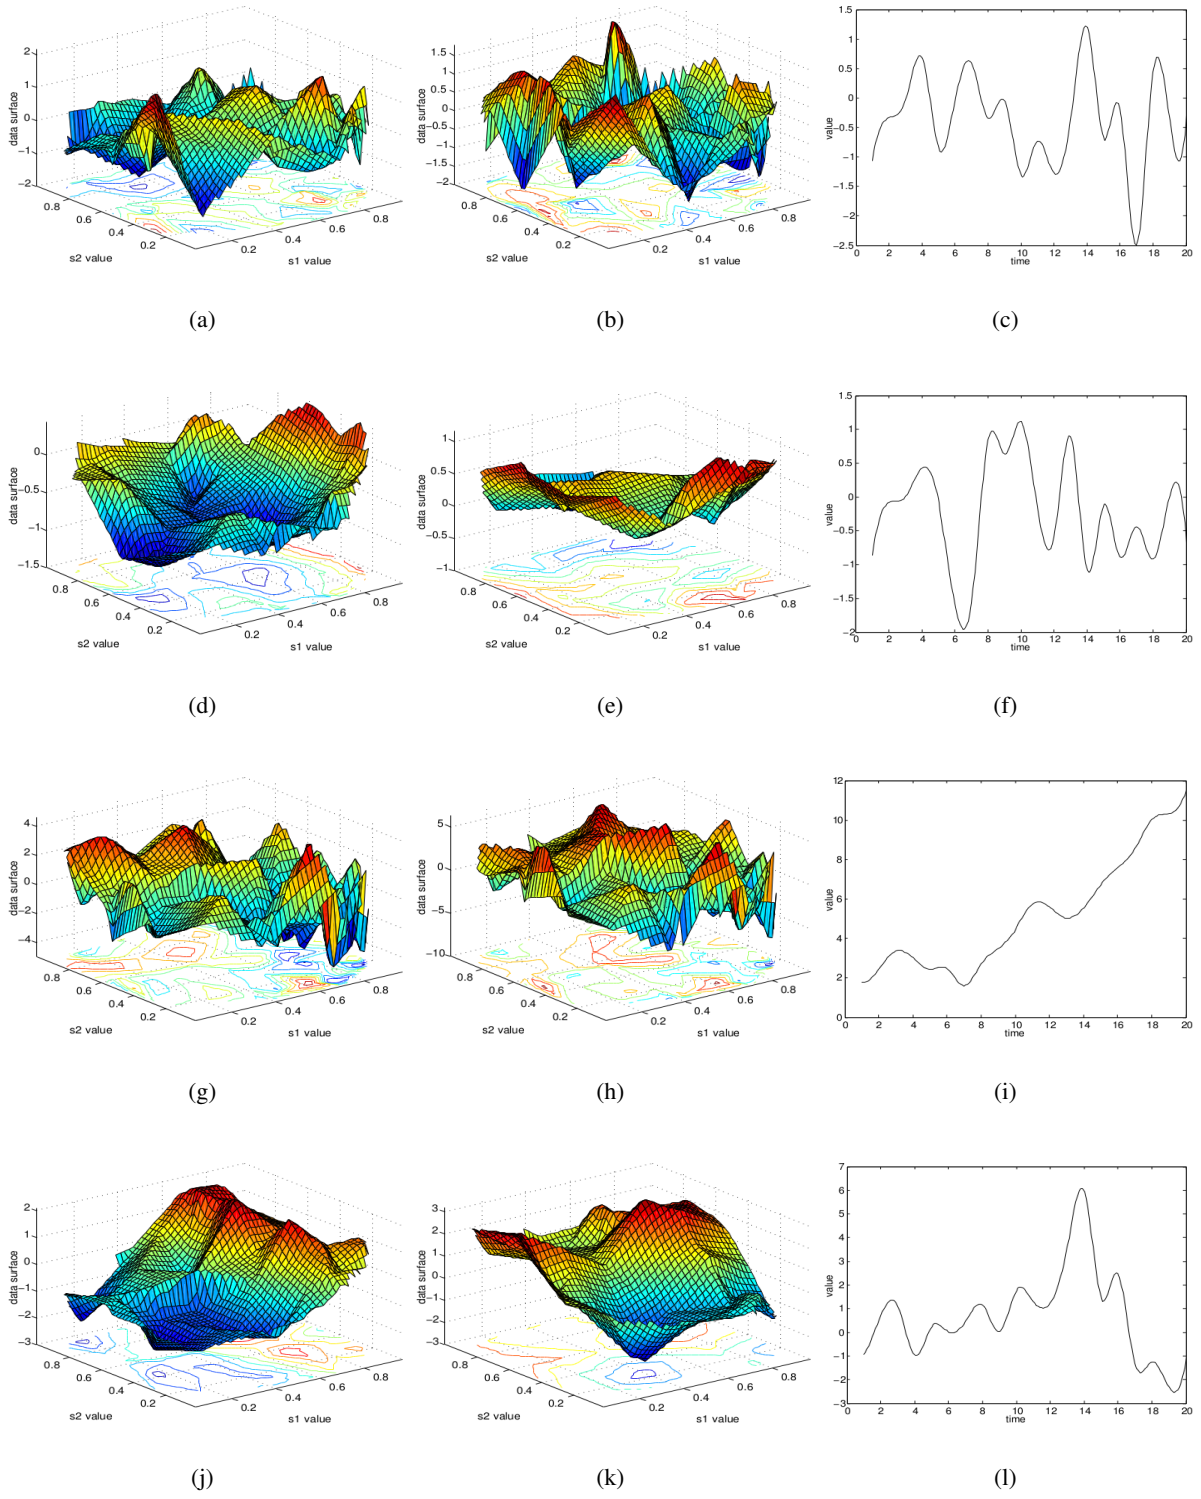 2
1
0
−1
−2
data surface
0.8
0.6
0.4
0.2
s2 value
0.2
0.4
0.6
0.8
s1 value
(a)
1.5
1
0.5
0
−0.5
−1
−1.5
−2
data surface
0.8
0.6
0.4
0.2
s2 value
0.2
0.4
0.6
0.8
s1 value
(b)
1.5
1
0.5
0
−0.5
−1
−1.5
−2
−2.5
value
0 2 4 6 8 10 12 14 16 18 20
time
(c)
0
−0.5
−1
−1.5
data surface
0.8
0.6
0.4
0.2
s2 value
0.2
0.4
0.6
0.8
s1 value
(d)
1
0.5
0
−0.5
−1
data surface
0.8
0.6
0.4
0.2
s2 value
0.2
0.4
0.6
0.8
s1 value
(e)
1.5
1
0.5
0
−0.5
−1
−1.5
−2
value
0 2 4 6 8 10 12 14 16 18 20
time
(f)
4
2
0
−2
−4
data surface
0.8
0.6
0.4
0.2
s2 value
0.2
0.4
0.6
0.8
s1 value
(g)
5
0
−5
−10
data surface
0.8
0.6
0.4
0.2
s2 value
0.2
0.4
0.6
0.8
s1 value
(h)
12
10
8
6
4
2
0
value
0 2 4 6 8 10 12 14 16 18 20
time
(i)
2
1
0
−1
−2
−3
data surface
0.8
0.6
0.4
0.2
s2 value
0.2
0.4
0.6
0.8
s1 value
(j)
3
2
1
0
−1
−2
−3
data surface
0.8
0.6
0.4
0.2
s2 value
0.2
0.4
0.6
0.8
s1 value
(k)
7
6
5
4
3
2
1
0
−1
−2
−3
value
0 2 4 6 8 10 12 14 16 18 20
time
(l)